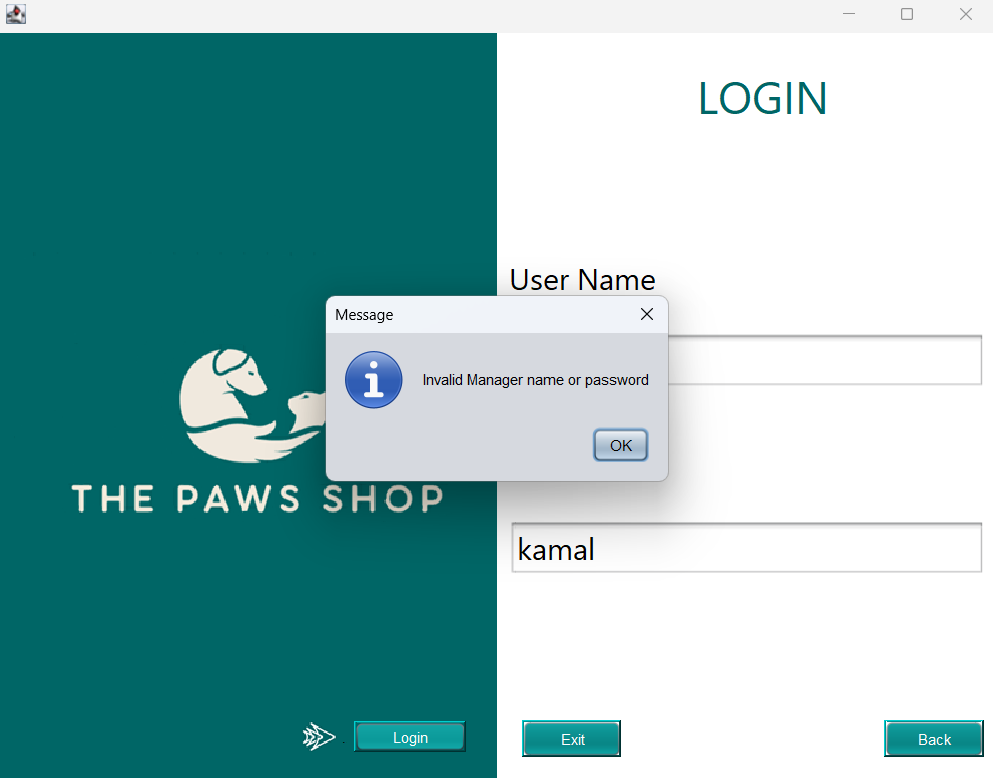 LOGIN
User Name
Message
Invalid Manager name or password
OK
THE PAWS SHOP
kamal
Login
Exit
Back